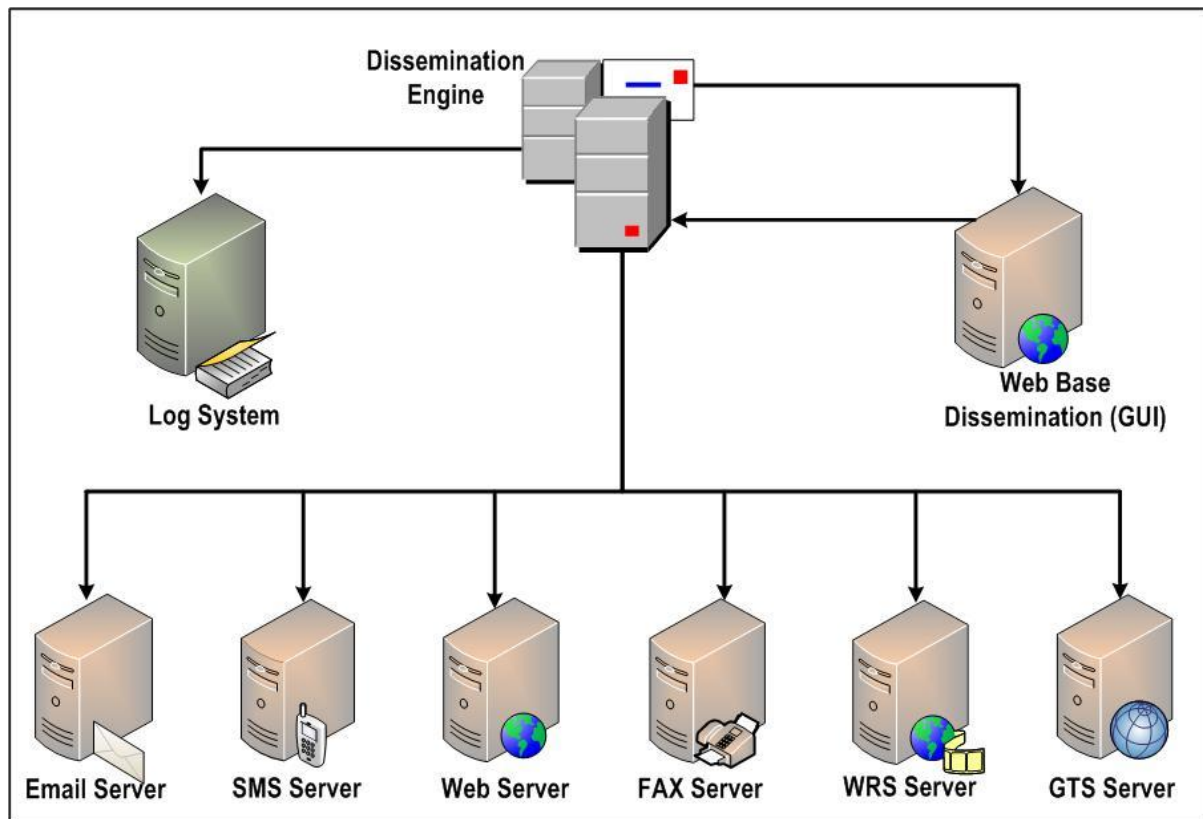 Dissemination
Engine
Log System
Web Base
Dissemination (GUI)
Email Server
SMS Server
Web Server
FAX Server
WRS Server
GTS Server